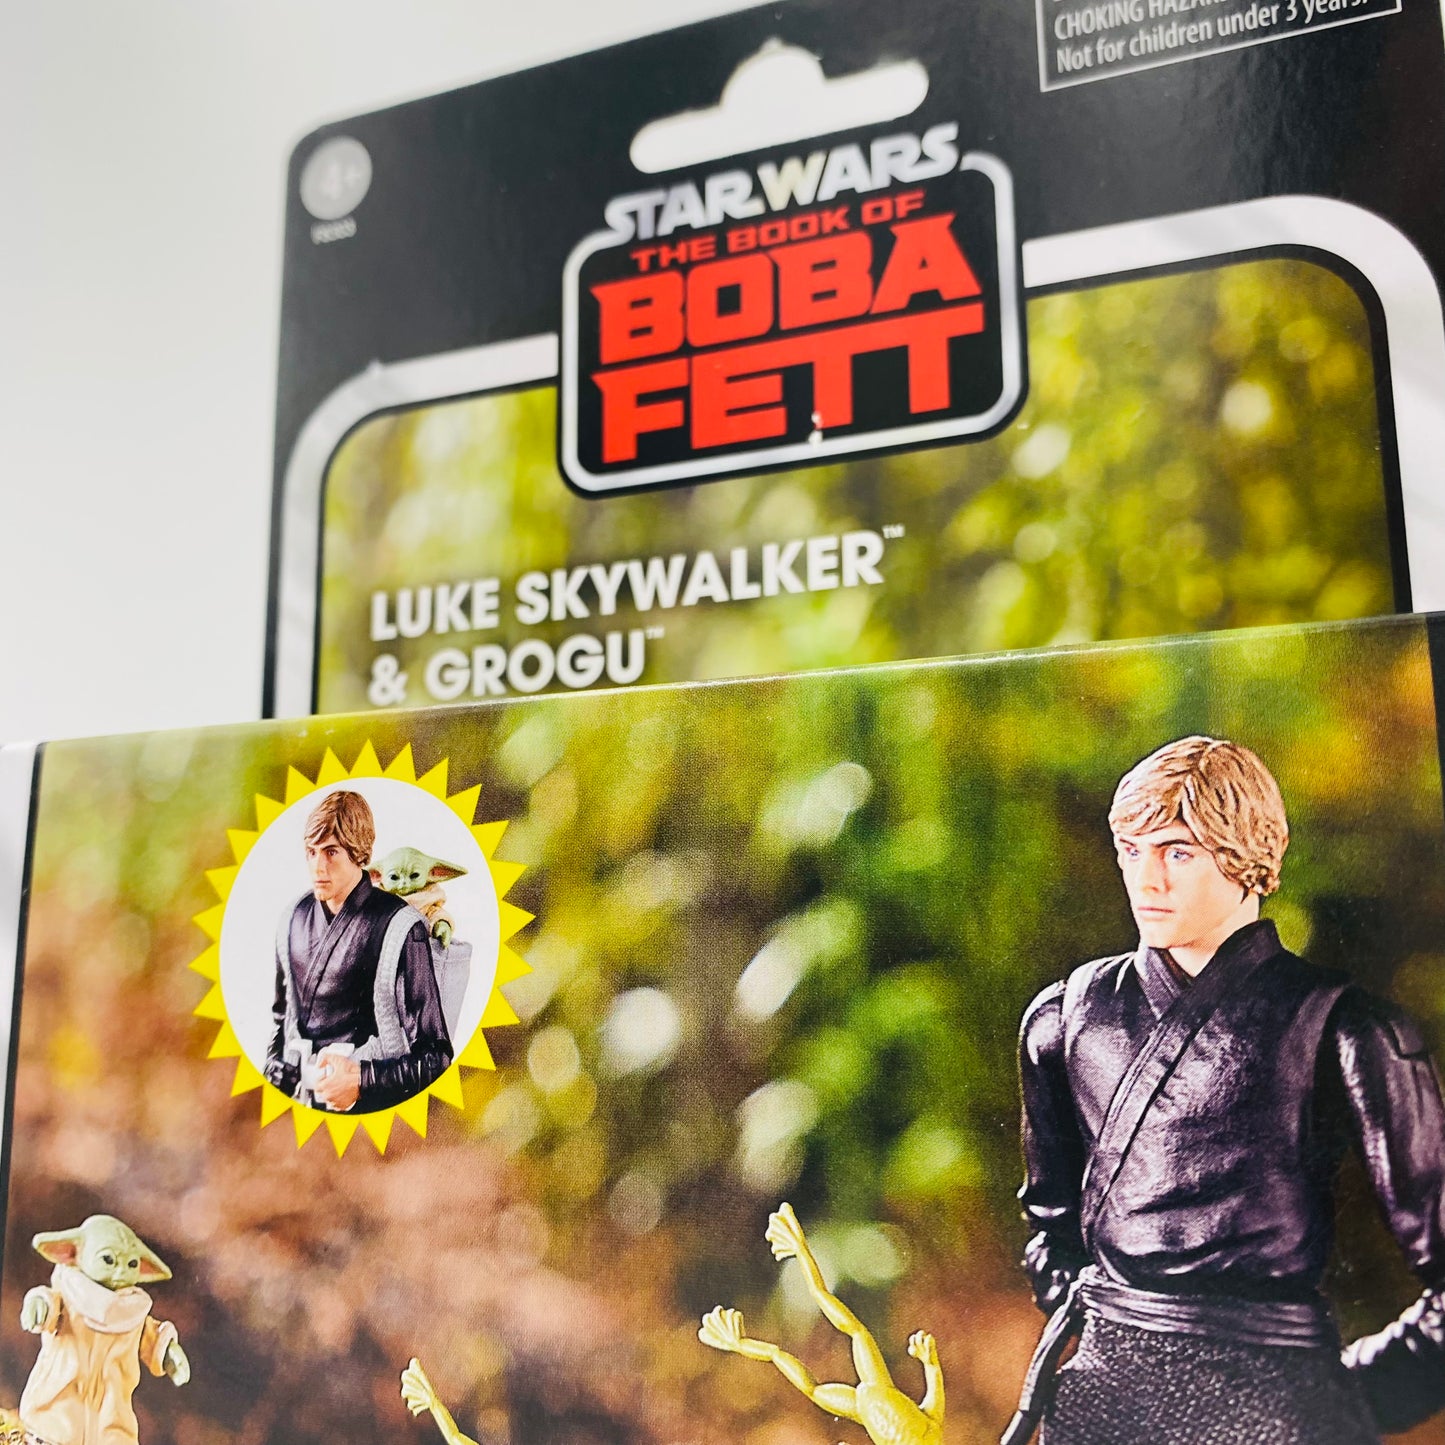 CHOKING HAZARD
Not for children under 3 years.
4+
STAR WARS
THE BOOK OF
BOBA
FETT
LUKE SKYWALKER™
& GROGU™